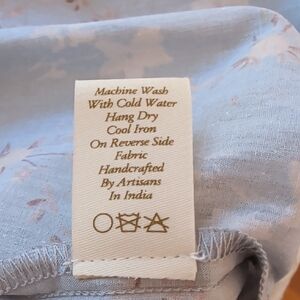 Machine Wash
With Cold Water
Hang Dry
Cool Iron
On Reverse Side
Fabric
Handcrafted
By Artisans
In India